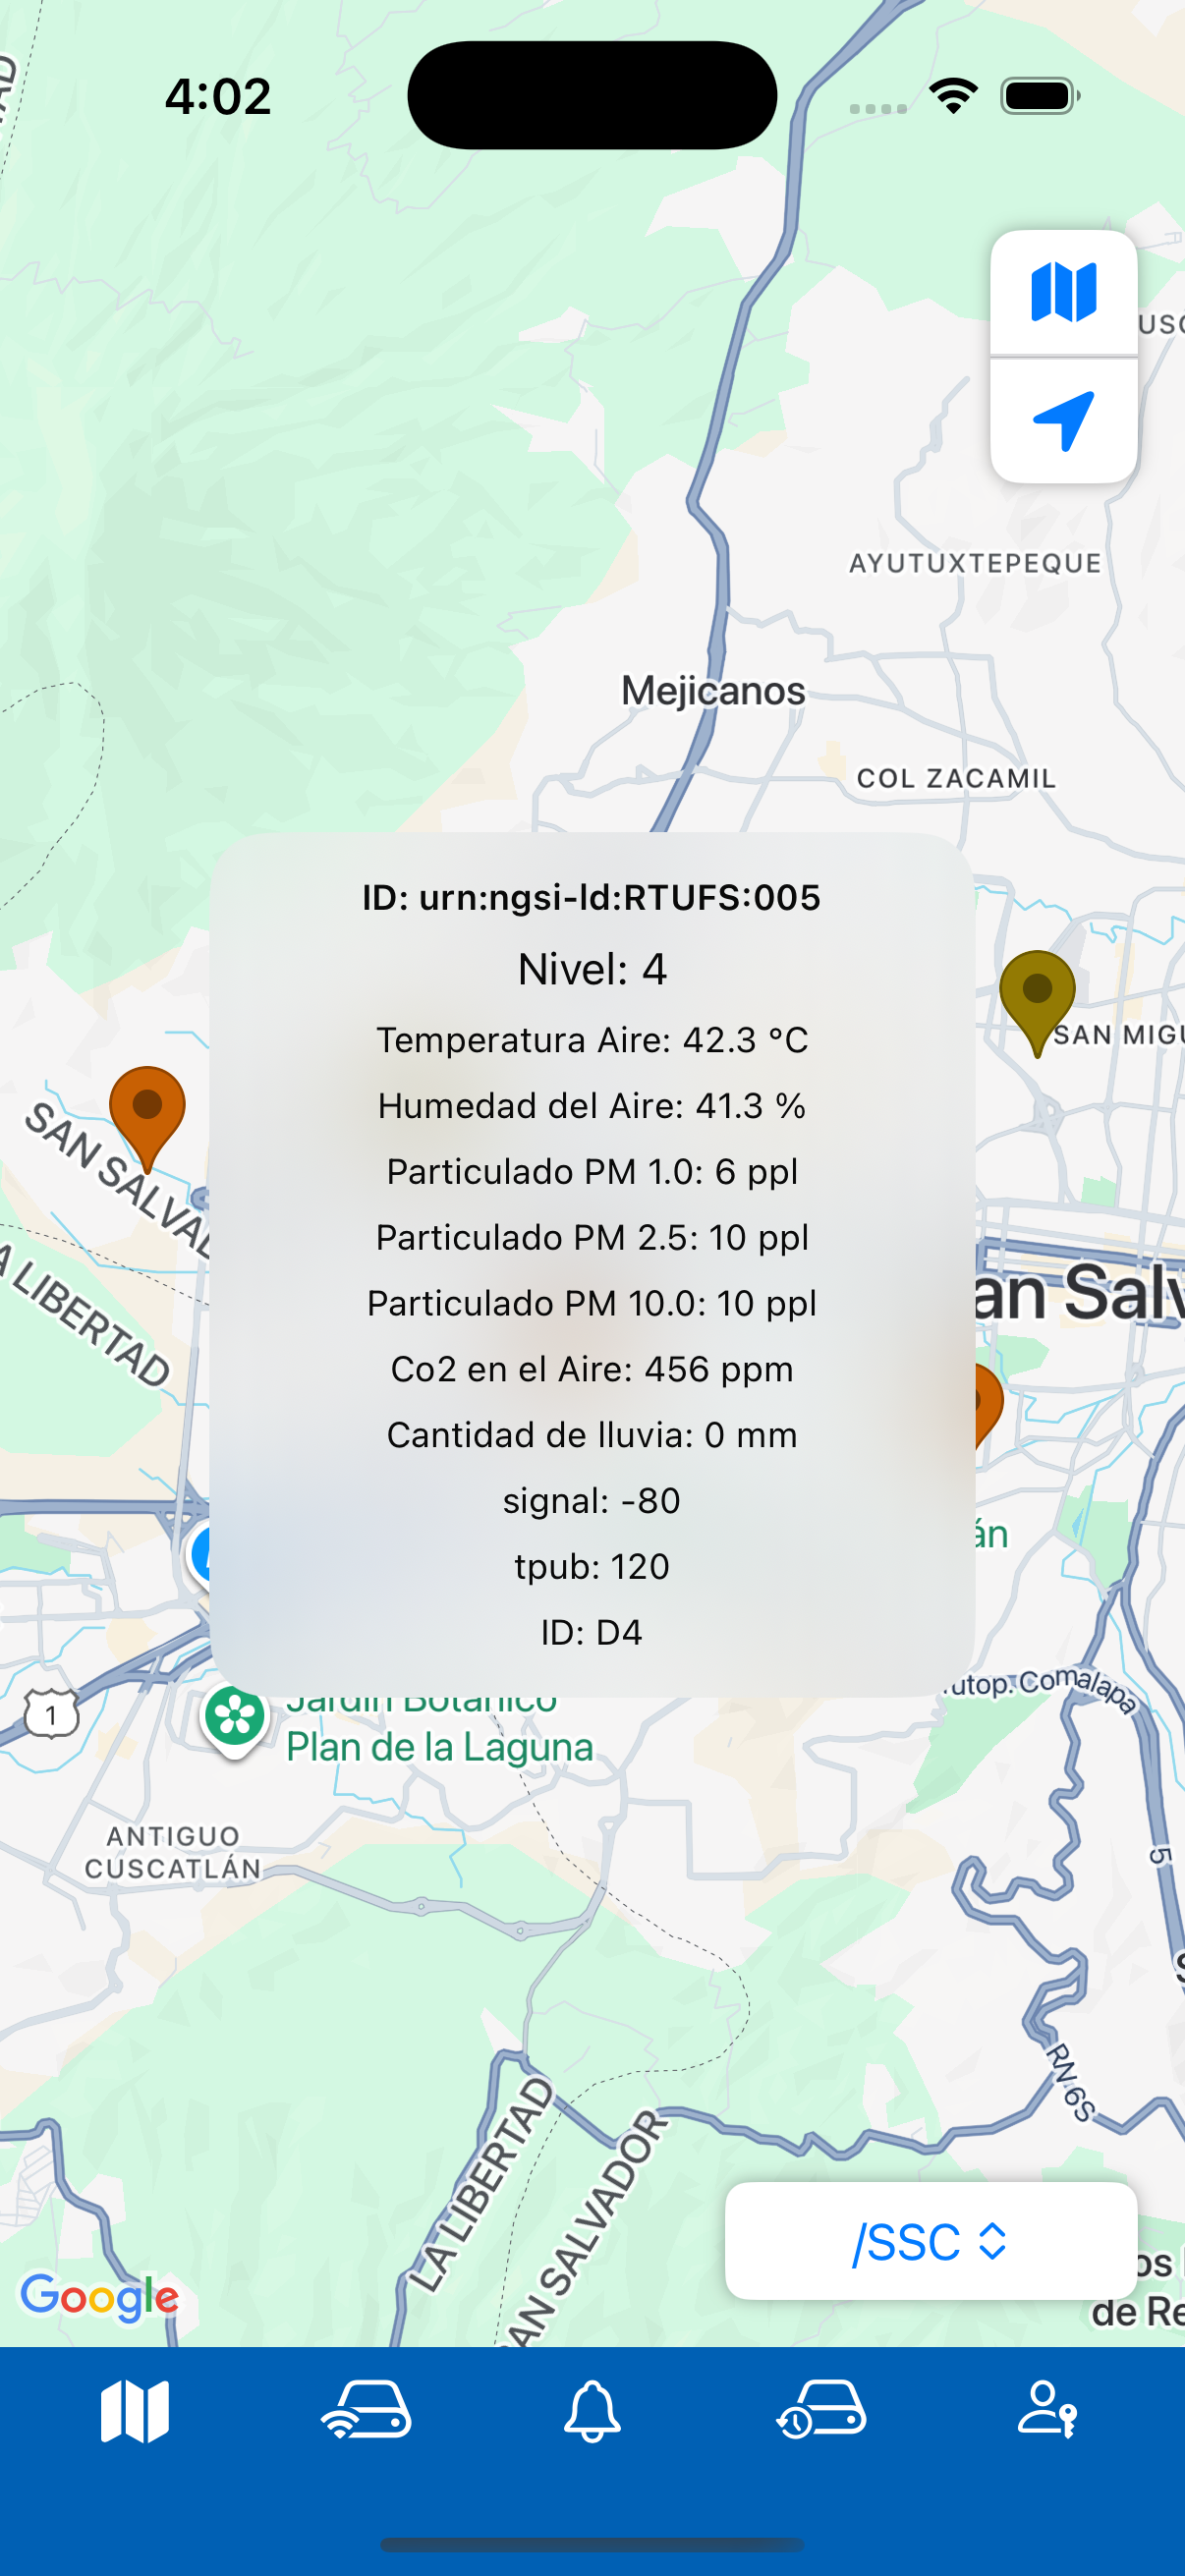 4:02
AYUTUXTEPEQUE
Mejicanos
COL ZACAMIL
ID: urn:ngsi-ld:RTUFS:005
Nivel: 4
Temperatura Aire: 42.3 °C
Humedad del Aire: 41.3 %
Particulado PM 1.0: 6 ppl
Particulado PM 2.5: 10 ppl
Particulado PM 10.0: 10 ppl
Co2 en el Aire: 456 ppm
Cantidad de lluvia: 0 mm
signal: -80
tpub: 120
ID: D4
SAN MIGU
SAN SALVAD
A LIBERTAD
an Salv
án
Jardín Botánico
Plan de la Laguna
1
utop. Comalapa
ANTIGUO
CUSCATLÁN
5
RN-6S
LA LIBERTAD
SAN SALVADOR
/SSC
os
de Re
Google